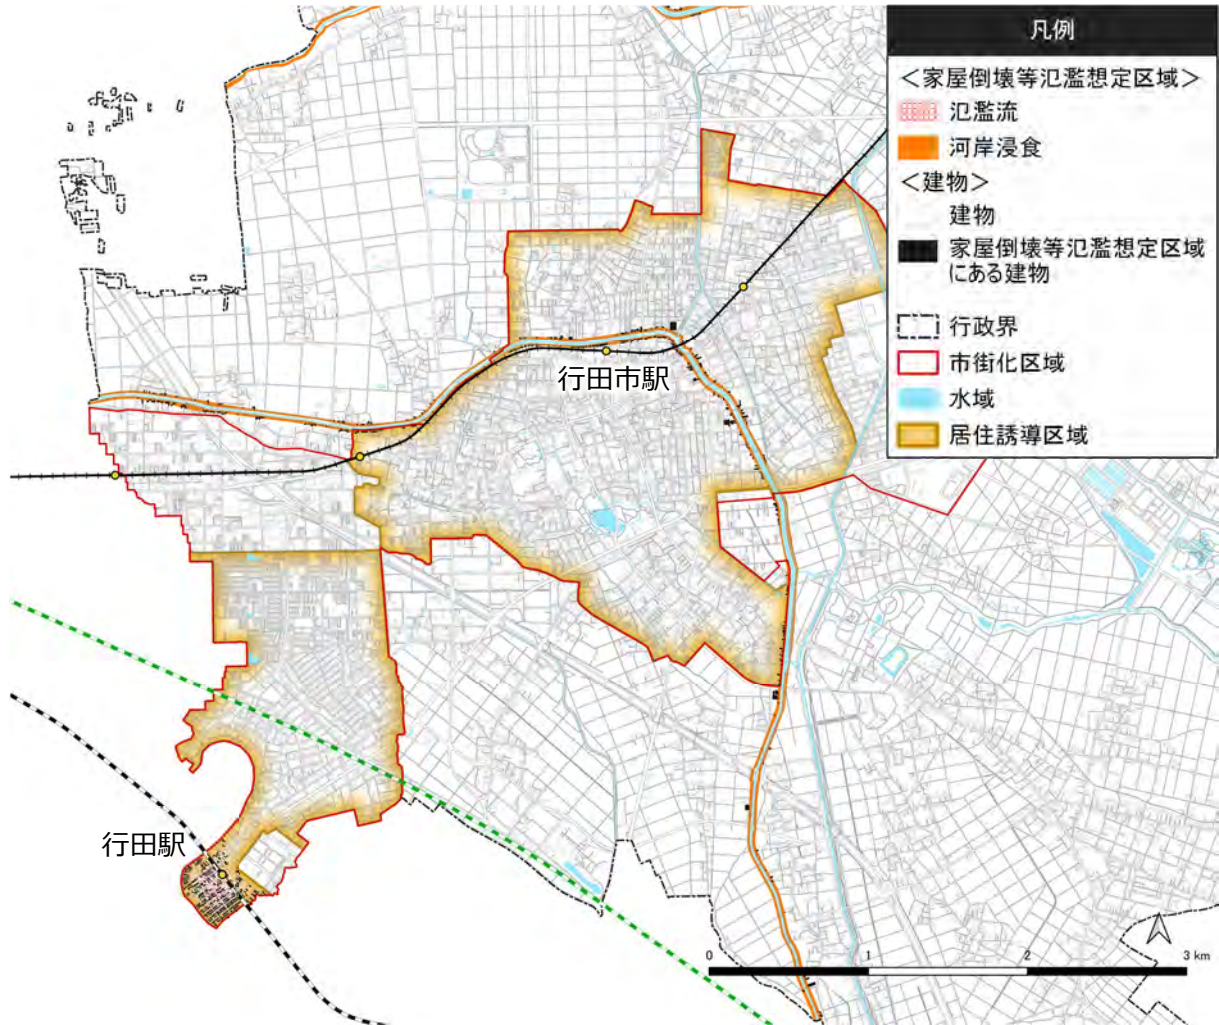 凡例
＜家屋倒壊等氾濫想定区域＞
氾濫流
河岸浸食
＜建物＞
建物
家屋倒壊等氾濫想定区域
にある建物
行政界
市街化区域
水域
居住誘導区域
行田市駅
行田駅
0 1 2 3 km